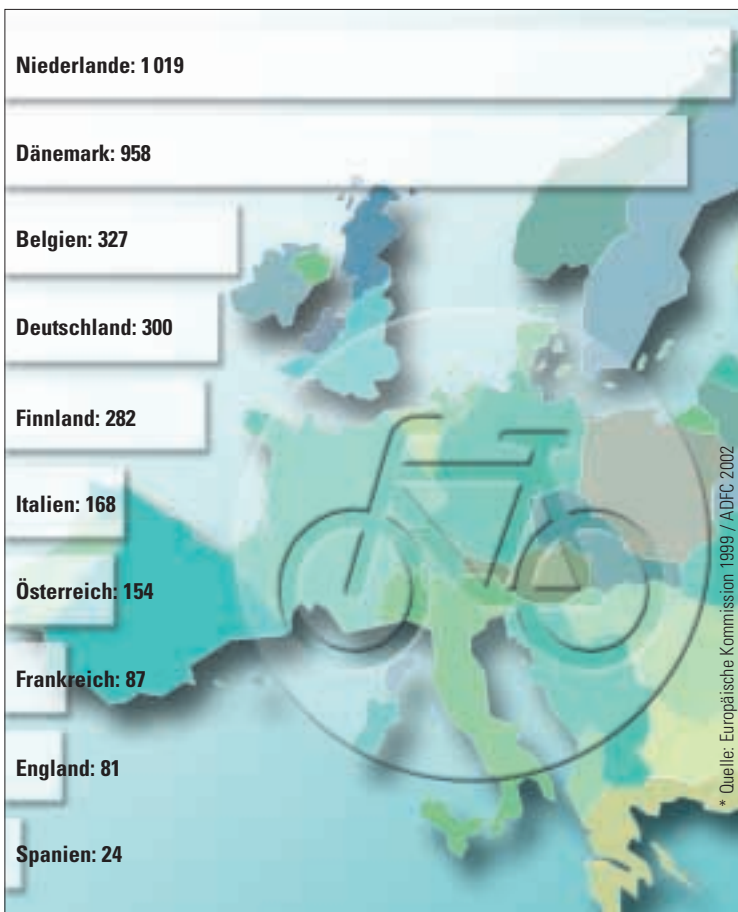 Niederlande: 1 019
Dänemark: 958
Belgien: 327
Deutschland: 300
Finnland: 282
Italien: 168
Österreich: 154
Frankreich: 87
England: 81
Spanien: 24
* Quelle: Europäische Kommission 1999 / ADFC 2002